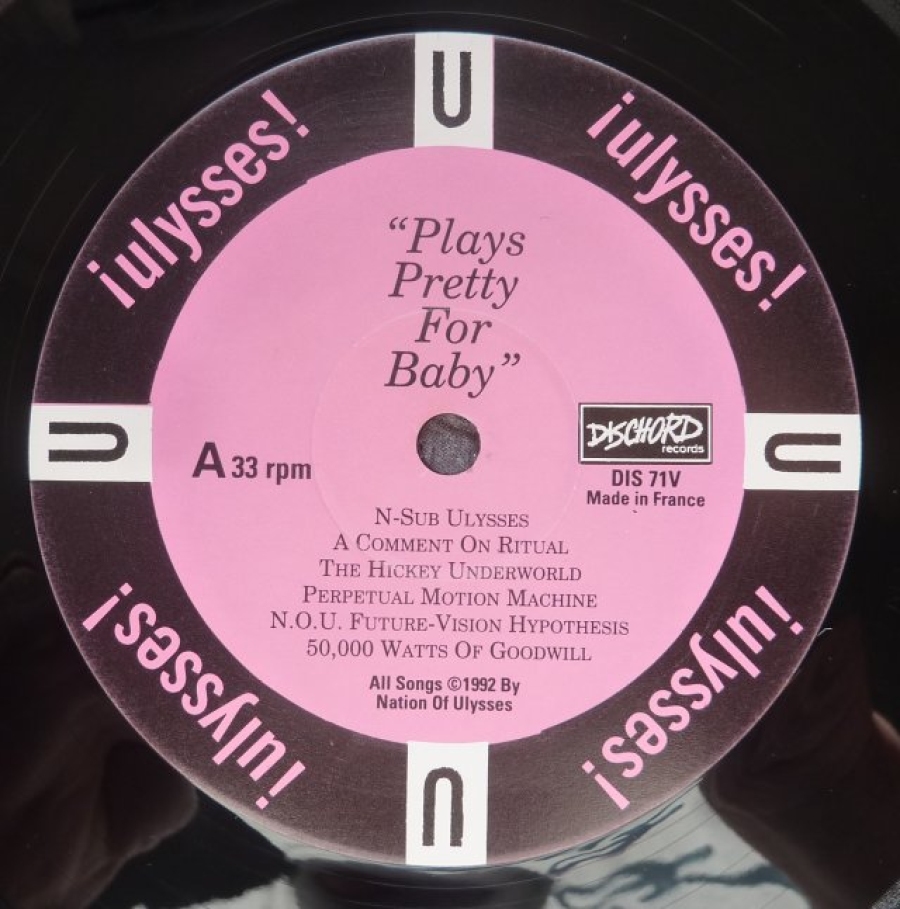 U
¡ulysses!
¡ulysses!
“Plays
Pretty
For
Baby”
U
U
A 33 rpm
DISCHORD
records
DIS 71V
Made in France
N-Sub Ulysses
A Comment On Ritual
The Hickey Underworld
Perpetual Motion Machine
N.O.U. Future-Vision Hypothesis
50,000 Watts Of Goodwill
All Songs ©1992 By
Nation Of Ulysses
¡ulysses!
¡ulysses!
U